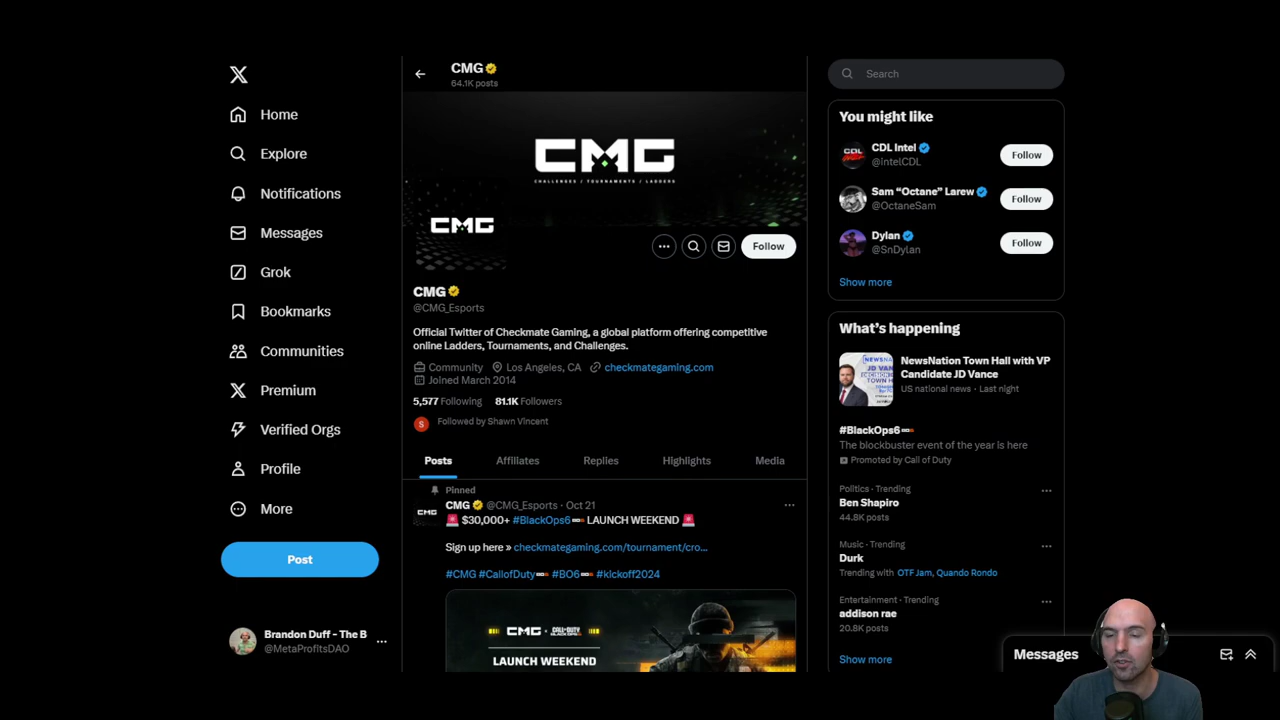 Home
Explore
Notifications
Messages
Grok
Bookmarks
Communities
Premium
Verified Orgs
Profile
More
Post
Brandon Duff - The B
@MetaProfitsDAO
CMG
64.1K posts
CMG
CHALLENGES / TOURNAMENTS / LADDERS
CMG
Follow
CMG
@CMG_Esports
Official Twitter of Checkmate Gaming, a global platform offering competitive
online Ladders, Tournaments, and Challenges.
Community Los Angeles, CA checkmategaming.com
Joined March 2014
5,577 Following 81.1K Followers
S
Followed by Shawn Vincent
Posts Affiliates Replies Highlights Media
Pinned
CMG @CMG_Esports · Oct 21
🚨 $30,000+ #BlackOps6 LAUNCH WEEKEND 🚨
Sign up here » checkmategaming.com/tournament/cro...
#CMG #CallofDuty #BO6 #kickoff2024
CMG
CMG CALL OF DUTY
LAUNCH WEEKEND
Search
You might like
CDL
CDL Intel
@intelCDL
Follow
Sam “Octane” Larew
@OctaneSam
Follow
Dylan
@SnDylan
Follow
Show more
What’s happening
NewsNation Town Hall with VP
Candidate JD Vance
US national news · Last night
#BlackOps6
The blockbuster event of the year is here
Promoted by Call of Duty
Politics · Trending
Ben Shapiro
44.8K posts
Music · Trending
Durk
Trending with OTF Jam, Quando Rondo
Entertainment · Trending
addison rae
20.8K posts
Show more
Messages